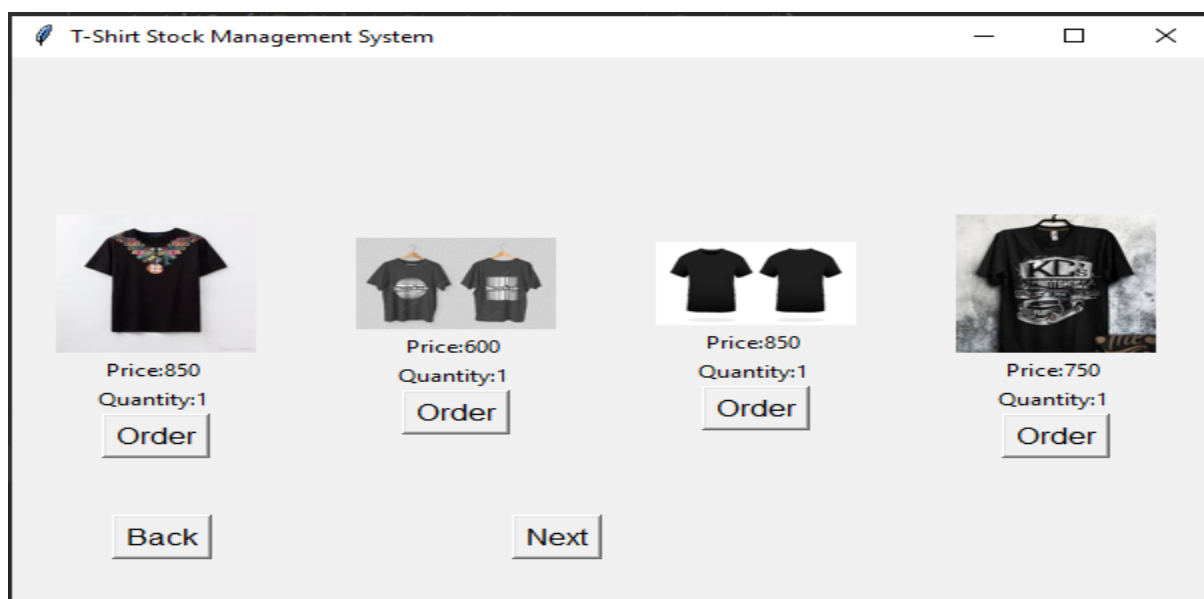 T-Shirt Stock Management System
KC
Price:850
Quantity:1
Order
Price:600
Quantity:1
Order
Price:850
Quantity:1
Order
Price:750
Quantity:1
Order
Back
Next